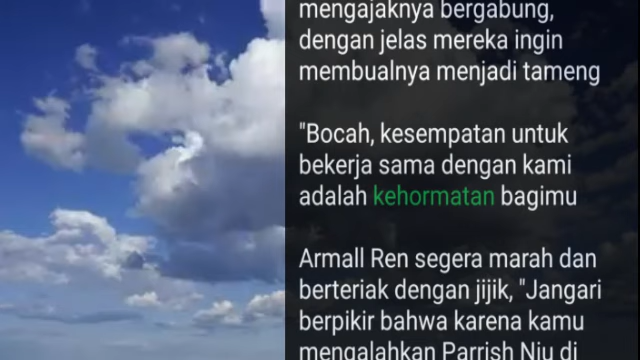 mengajaknya bergabung,
dengan jelas mereka ingin
membualnya menjadi tameng
"Bocah, kesempatan untuk
bekerja sama dengan kami
adalah kehormatan bagimu
Armall Ren segera marah dan
berteriak dengan jijik, "Jangari
berpikir bahwa karena kamu
mengalahkan Parrish Niu di